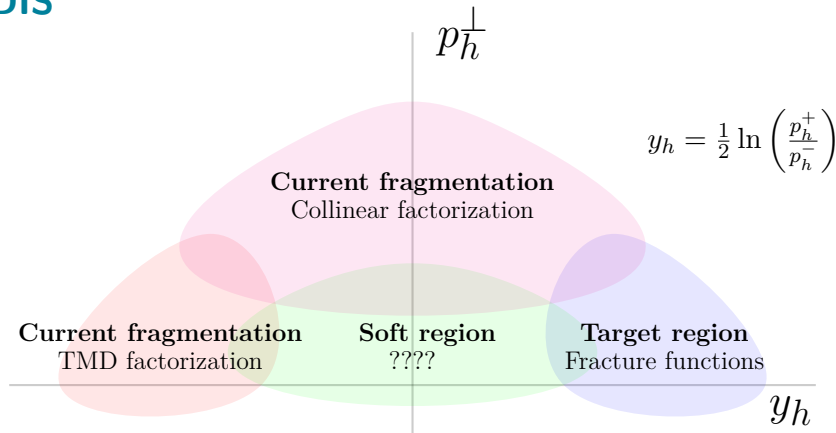 DIS
p_h^⊥
y_h = 1/2 ln (p_h^+ / p_h^-)
Current fragmentation
Collinear factorization
Current fragmentation
TMD factorization
Soft region
????
Target region
Fracture functions
y_h